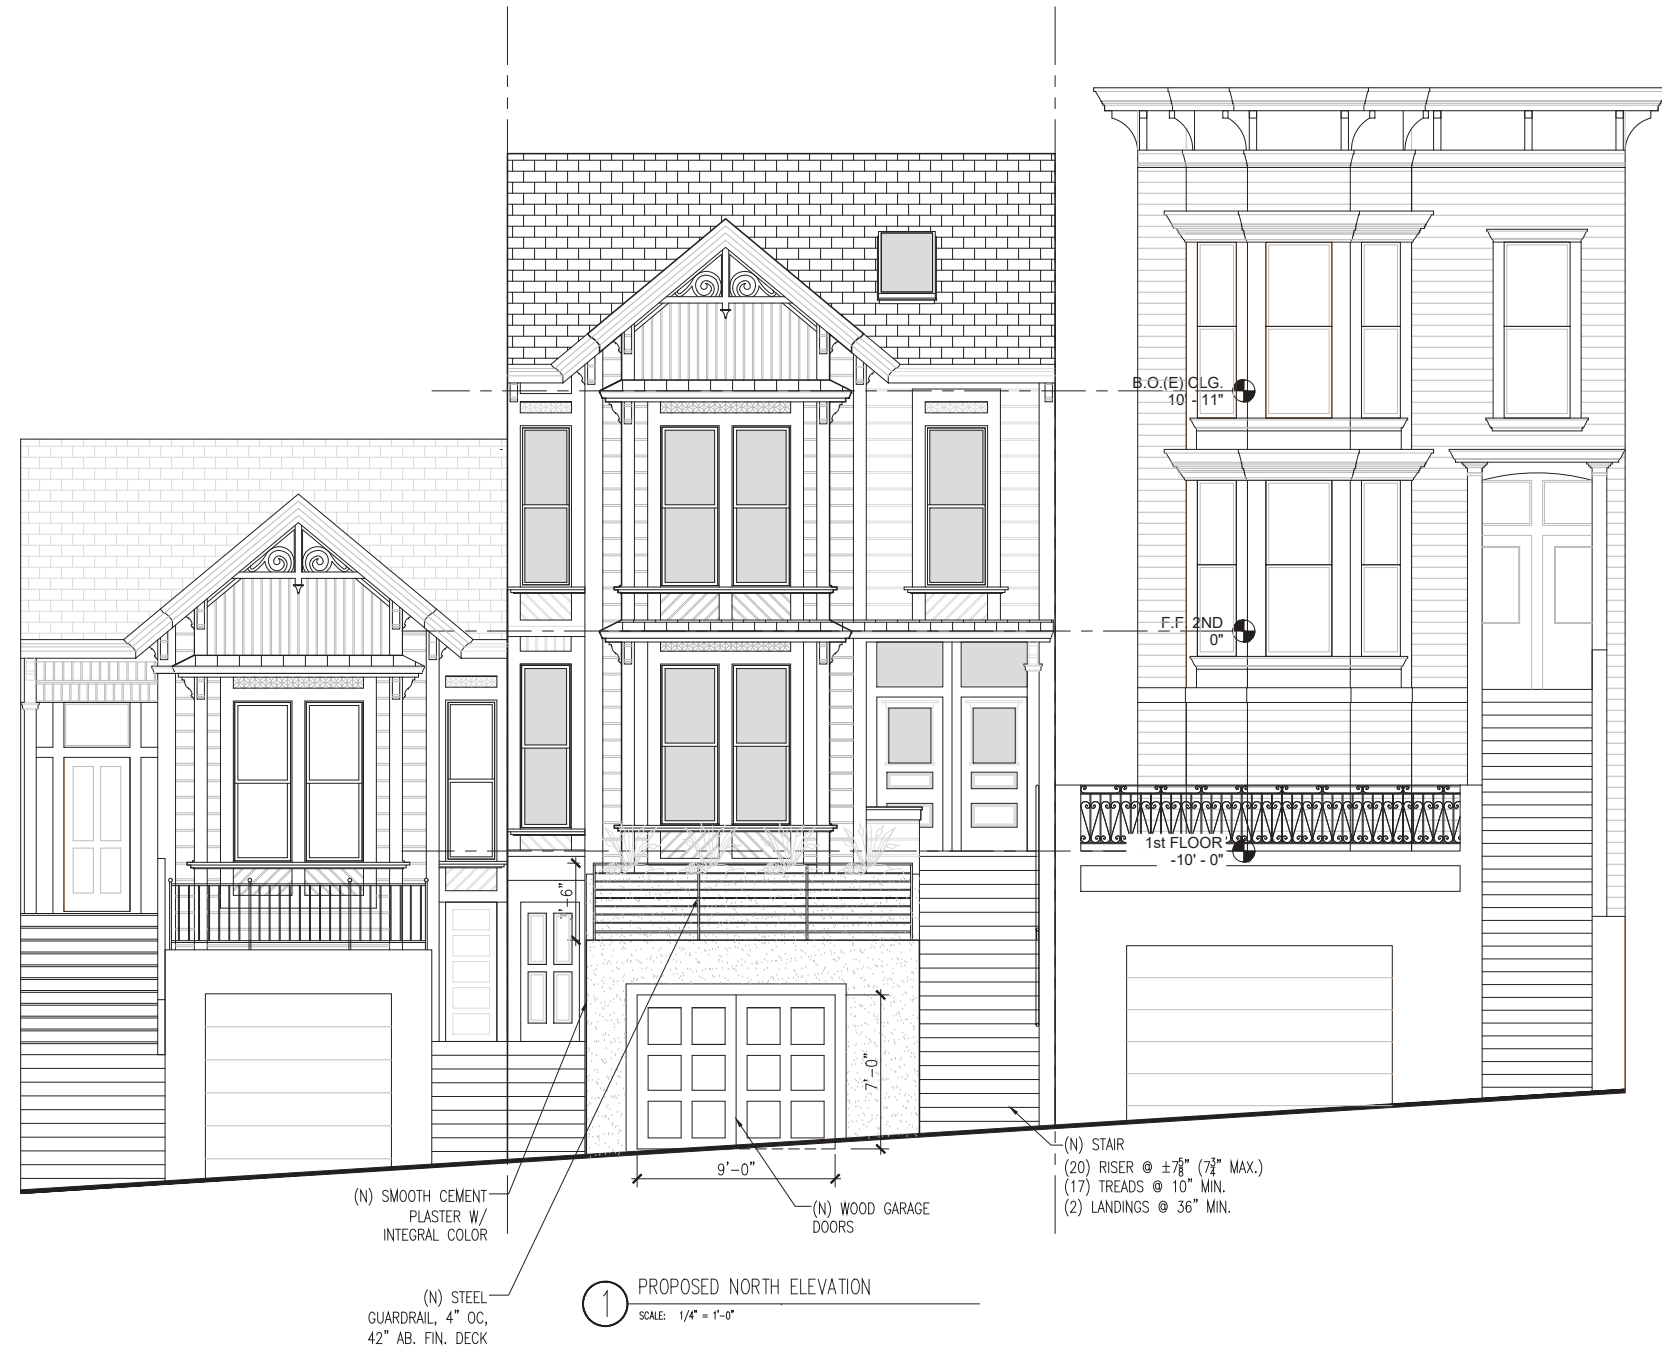 B.O.(E) CLG.
10' - 11"
F.F. 2ND
0"
1st FLOOR
-10' - 0"
3'-6"
7'-0"
9'-0"
(N) STAIR
(20) RISER @ ±7⅝" (7¾" MAX.)
(17) TREADS @ 10" MIN.
(2) LANDINGS @ 36" MIN.
(N) SMOOTH CEMENT
PLASTER W/
INTEGRAL COLOR
(N) WOOD GARAGE
DOORS
(N) STEEL
GUARDRAIL, 4" OC,
42" AB. FIN. DECK
1
PROPOSED NORTH ELEVATION
SCALE: 1/4" = 1'-0"